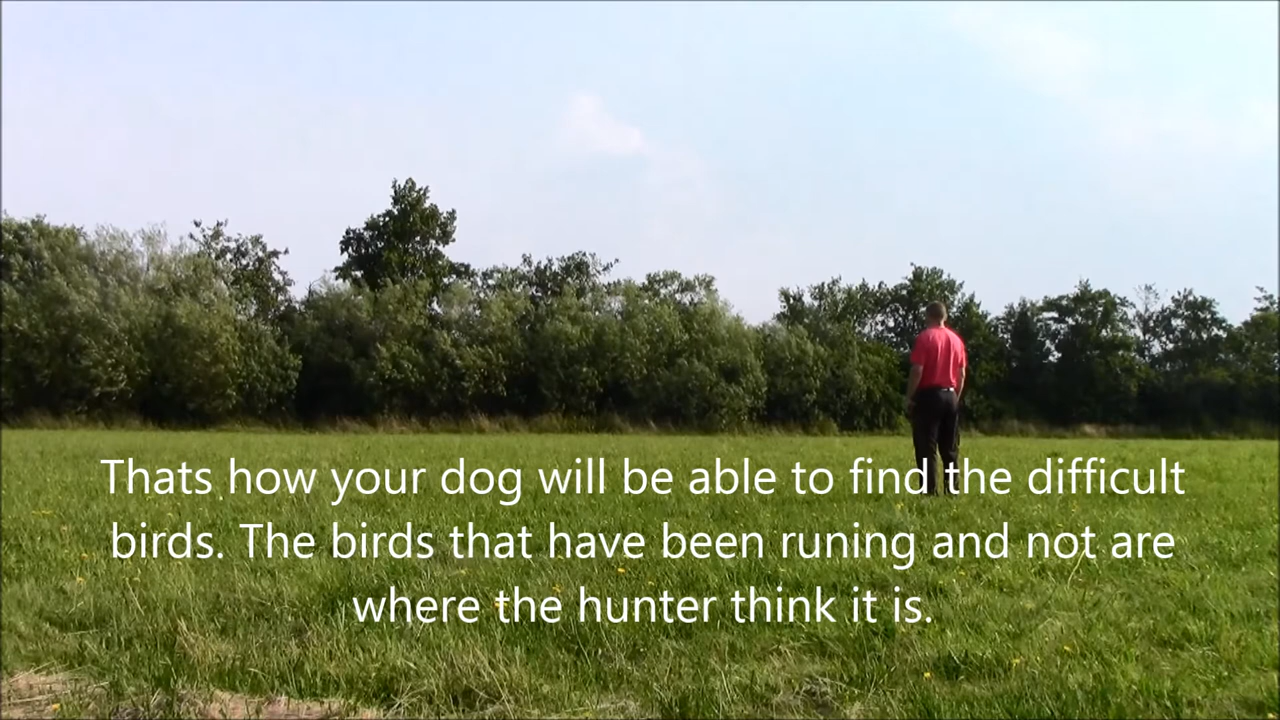 Thats how your dog will be able to find the difficult
birds. The birds that have been runing and not are
where the hunter think it is.